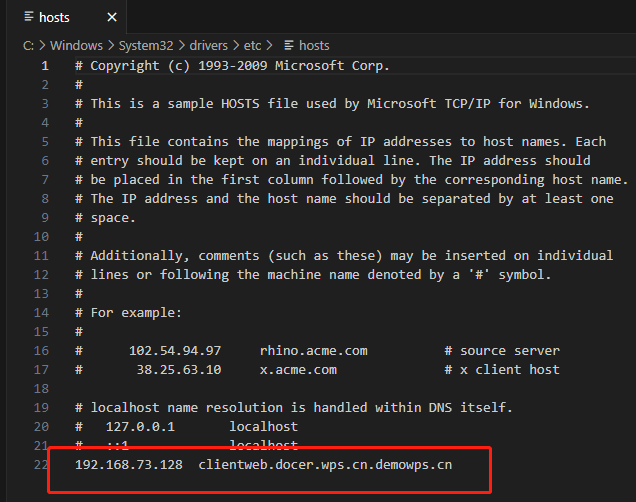 hosts
C: > Windows > System32 > drivers > etc > hosts
1 # Copyright (c) 1993-2009 Microsoft Corp.
2 #
3 # This is a sample HOSTS file used by Microsoft TCP/IP for Windows.
4 #
5 # This file contains the mappings of IP addresses to host names. Each
6 # entry should be kept on an individual line. The IP address should
7 # be placed in the first column followed by the corresponding host name.
8 # The IP address and the host name should be separated by at least one
9 # space.
10 #
11 # Additionally, comments (such as these) may be inserted on individual
12 # lines or following the machine name denoted by a '#' symbol.
13 #
14 # For example:
15 #
16 #      102.54.94.97     rhino.acme.com          # source server
17 #       38.25.63.10     x.acme.com              # x client host
18
19 # localhost name resolution is handled within DNS itself.
20 #   127.0.0.1       localhost
21 #   ::1             localhost
22 192.168.73.128  clientweb.docer.wps.cn.demowps.cn